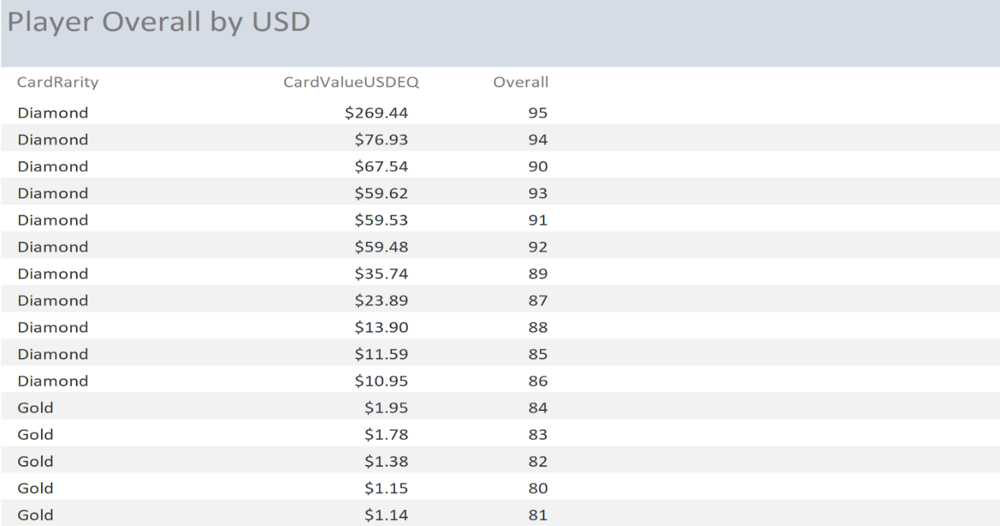 Player Overall by USD
CardRarity CardValueUSDEQ Overall
Diamond $269.44 95
Diamond $76.93 94
Diamond $67.54 90
Diamond $59.62 93
Diamond $59.53 91
Diamond $59.48 92
Diamond $35.74 89
Diamond $23.89 87
Diamond $13.90 88
Diamond $11.59 85
Diamond $10.95 86
Gold $1.95 84
Gold $1.78 83
Gold $1.38 82
Gold $1.15 80
Gold $1.14 81